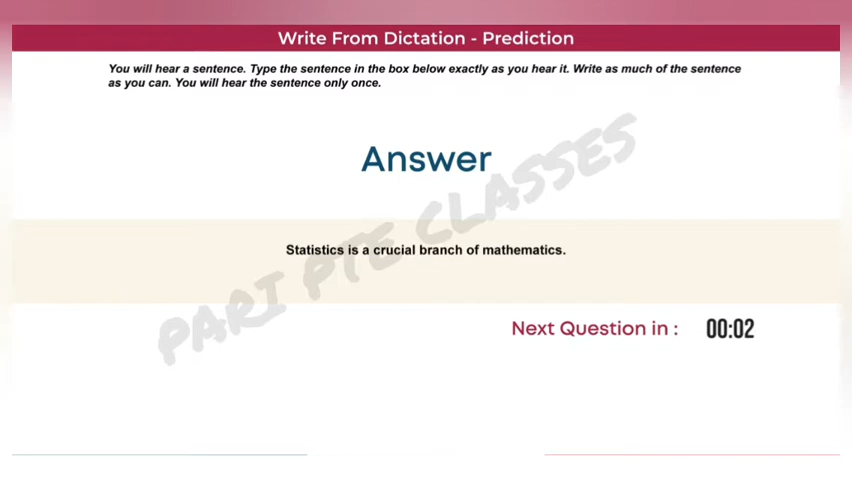 Write From Dictation - Prediction
You will hear a sentence. Type the sentence in the box below exactly as you hear it. Write as much of the sentence
as you can. You will hear the sentence only once.
Answer
PARI PTE CLASSES
Statistics is a crucial branch of mathematics.
Next Question in : 00:02